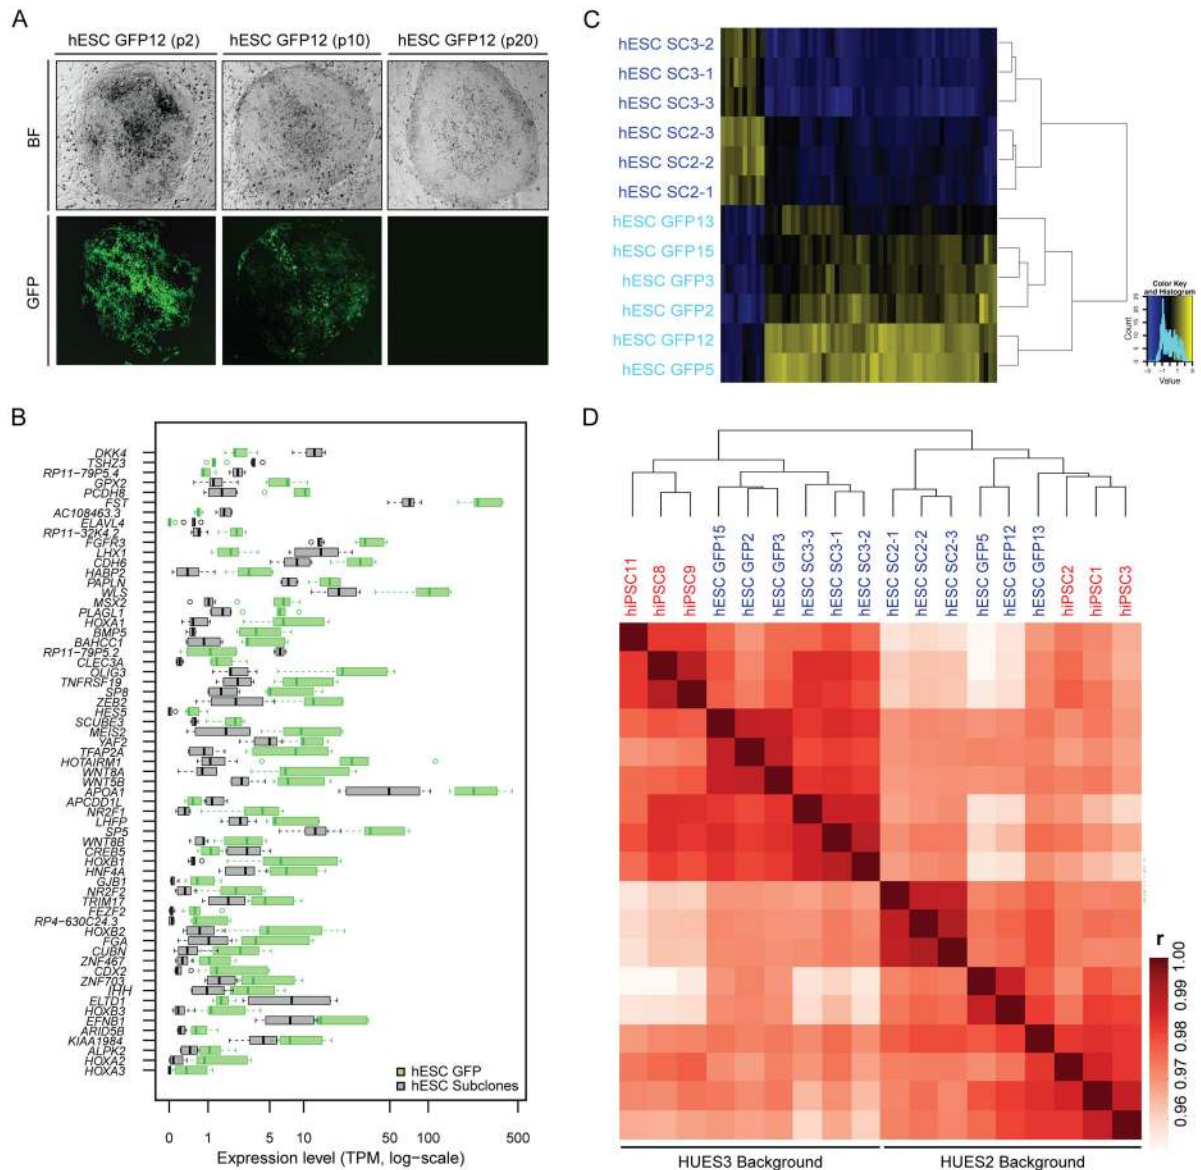 A
hESC GFP12 (p2)
hESC GFP12 (p10)
hESC GFP12 (p20)
BF
GFP
B
DKK4
TSHZ3
RP11-79P5.4
GPX2
PCDH8
FST
AC108463.3
ELAVL4
RP11-32K4.2
FGFR3
LHX1
CDH6
HABP2
PAPLN
WLS
MSX2
PLAGL1
HOXA1
BMP5
BAHCC1
RP11-79P5.2
CLEC3A
OLIG3
TNFRSF19
SP8
ZEB2
HES5
SCUBE3
MEIS2
YAF2
TFAP2A
HOTAIRM1
WNT8A
WNT5B
APOA1
APCDD1L
NR2F1
LHFP
SP5
WNT8B
CREB5
HOXB1
HNF4A
GJB1
NR2F2
TRIM17
FEZF2
RP4-630C24.3
HOXB2
FGA
CUBN
ZNF467
CDX2
ZNF703
IHH
ELTD1
HOXB3
EFNB1
ARID5B
KIAA1984
ALPK2
HOXA2
HOXA3
hESC GFP
hESC Subclones
0 1 5 10 50 100 500
Expression level (TPM, log-scale)
C
hESC SC3-2
hESC SC3-1
hESC SC3-3
hESC SC2-3
hESC SC2-2
hESC SC2-1
hESC GFP13
hESC GFP15
hESC GFP3
hESC GFP2
hESC GFP12
hESC GFP5
Color Key
and Histogram
Count
Value
D
hiPSC11
hiPSC8
hiPSC9
hESC GFP15
hESC GFP2
hESC GFP3
hESC SC3-3
hESC SC3-1
hESC SC3-2
hESC SC2-1
hESC SC2-2
hESC SC2-3
hESC GFP5
hESC GFP12
hESC GFP13
hiPSC2
hiPSC1
hiPSC3
r
1.00
0.99
0.98
0.97
0.96
HUES3 Background
HUES2 Background